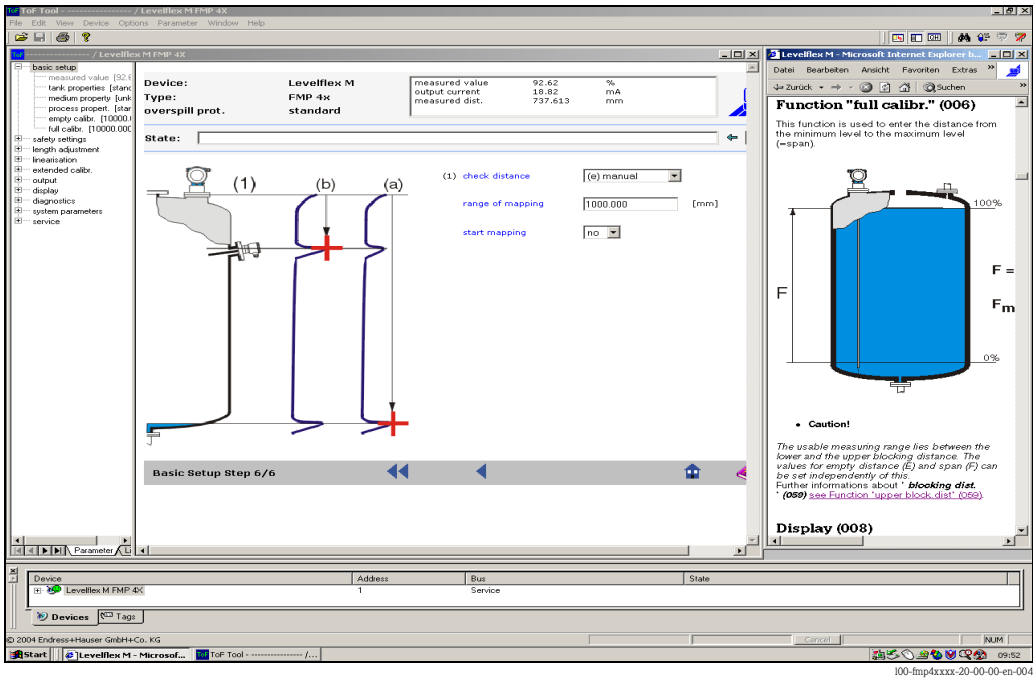 ToF Tool - ---------------- / Levelflex M FMP 4X
File Edit View Device Options Parameter Window Help
---------------- / Levelflex M FMP 4X
basic setup
measured value [92.6
tank properties [stand
medium property [unk
process propert. [star
empty calibr. [10000.0
full calibr. [10000.000
safety settings
length adjustment
linearisation
extended calibr.
output
display
diagnostics
system parameters
service
Parameter
Device: Levelflex M
Type: FMP 4x
overspill prot. standard
measured value 92.62 %
output current 18.82 mA
measured dist. 737.613 mm
State:
(1) (b) (a)
(1) check distance (e) manual
range of mapping 1000.000 [mm]
start mapping no
Basic Setup Step 6/6
Levelflex M - Microsoft Internet Explorer b...
Datei Bearbeiten Ansicht Favoriten Extras »
Zurück Suchen »
Function "full calibr." (006)
This function is used to enter the distance from
the minimum level to the maximum level
(=span).
100%
F
F =
Fm
0%
• Caution!
The usable measuring range lies between the
lower and the upper blocking distance. The
values for empty distance (E) and span (F) can
be set independently of this.
Further informations about " blocking dist.
" (059) see Function "upper block. dist" (059).
Display (008)
Device Address Bus State
Levelflex M FMP 4X 1 Service
Devices Tags
© 2004 Endress+Hauser GmbH+Co. KG
Cancel NUM
Start Levelflex M - Microsof... ToF Tool - ---------------- /... 09:52
l00-fmp4xxxx-20-00-00-en-004